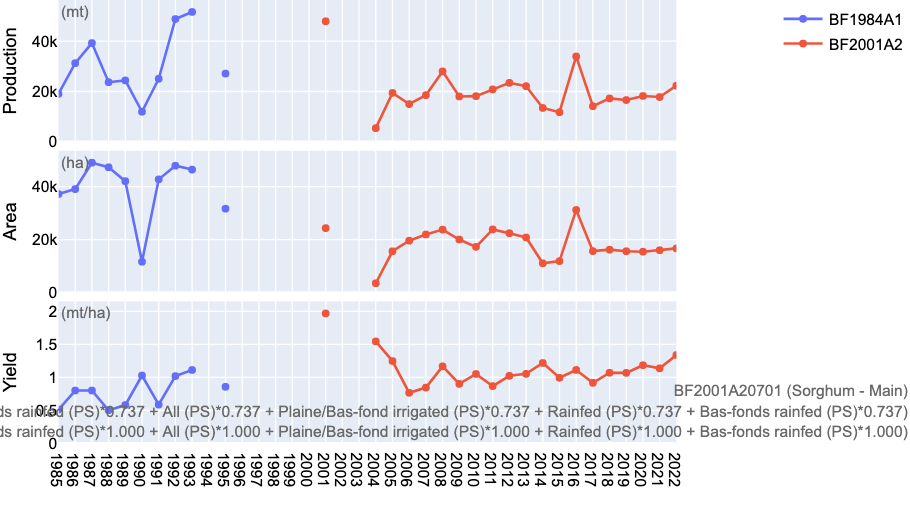 (mt)
BF1984A1
BF2001A2
Production
40k
20k
0
(ha)
Area
40k
20k
0
(mt/ha)
Yield
2
1.5
1
0.5
0
BF2001A20701 (Sorghum - Main)
ds rainfed (PS)*0.737 + All (PS)*0.737 + Plaine/Bas-fond irrigated (PS)*0.737 + Rainfed (PS)*0.737 + Bas-fonds rainfed (PS)*0.737)
ds rainfed (PS)*1.000 + All (PS)*1.000 + Plaine/Bas-fond irrigated (PS)*1.000 + Rainfed (PS)*1.000 + Bas-fonds rainfed (PS)*1.000)
1985 1986 1987 1988 1989 1990 1991 1992 1993 1994 1995 1996 1997 1998 1999 2000 2001 2002 2003 2004 2005 2006 2007 2008 2009 2010 2011 2012 2013 2014 2015 2016 2017 2018 2019 2020 2021 2022